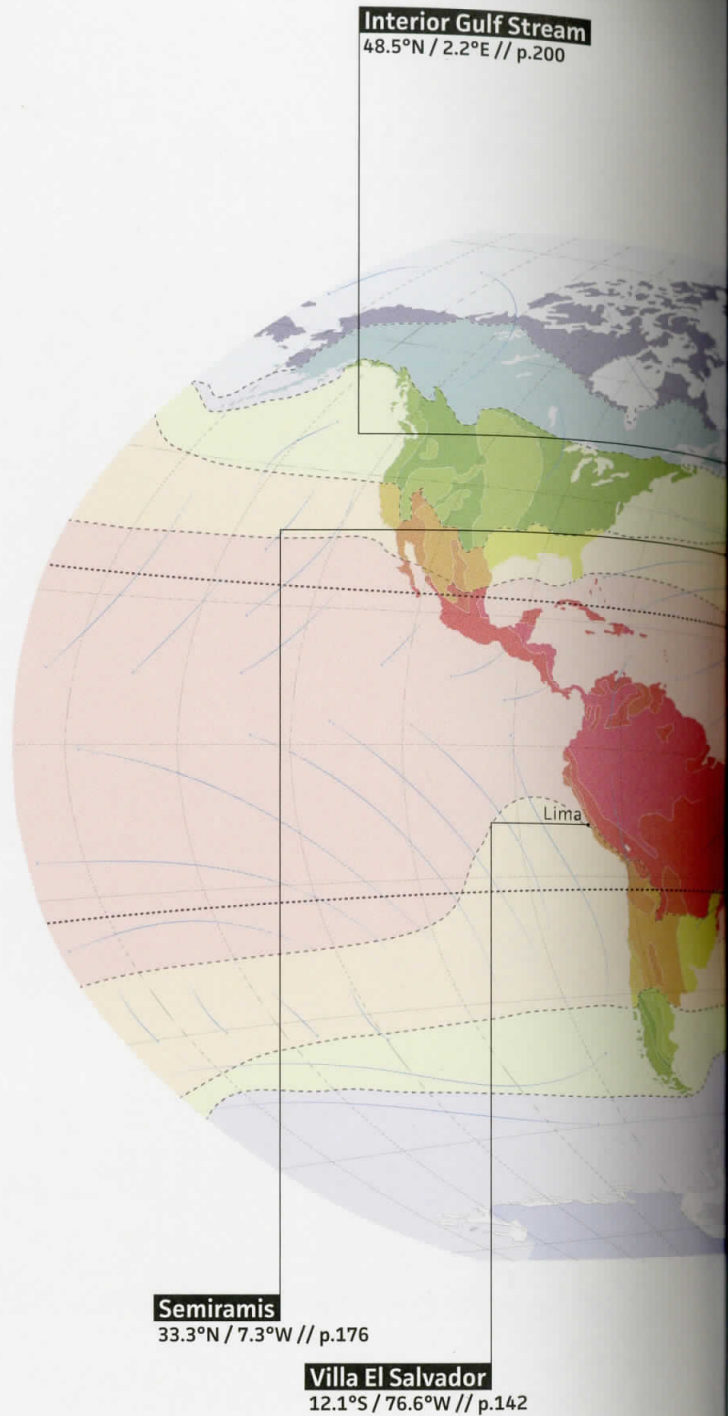 Interior Gulf Stream
48.5°N / 2.2°E // p.200
Lima
Semiramis
33.3°N / 7.3°W // p.176
Villa El Salvador
12.1°S / 76.6°W // p.142